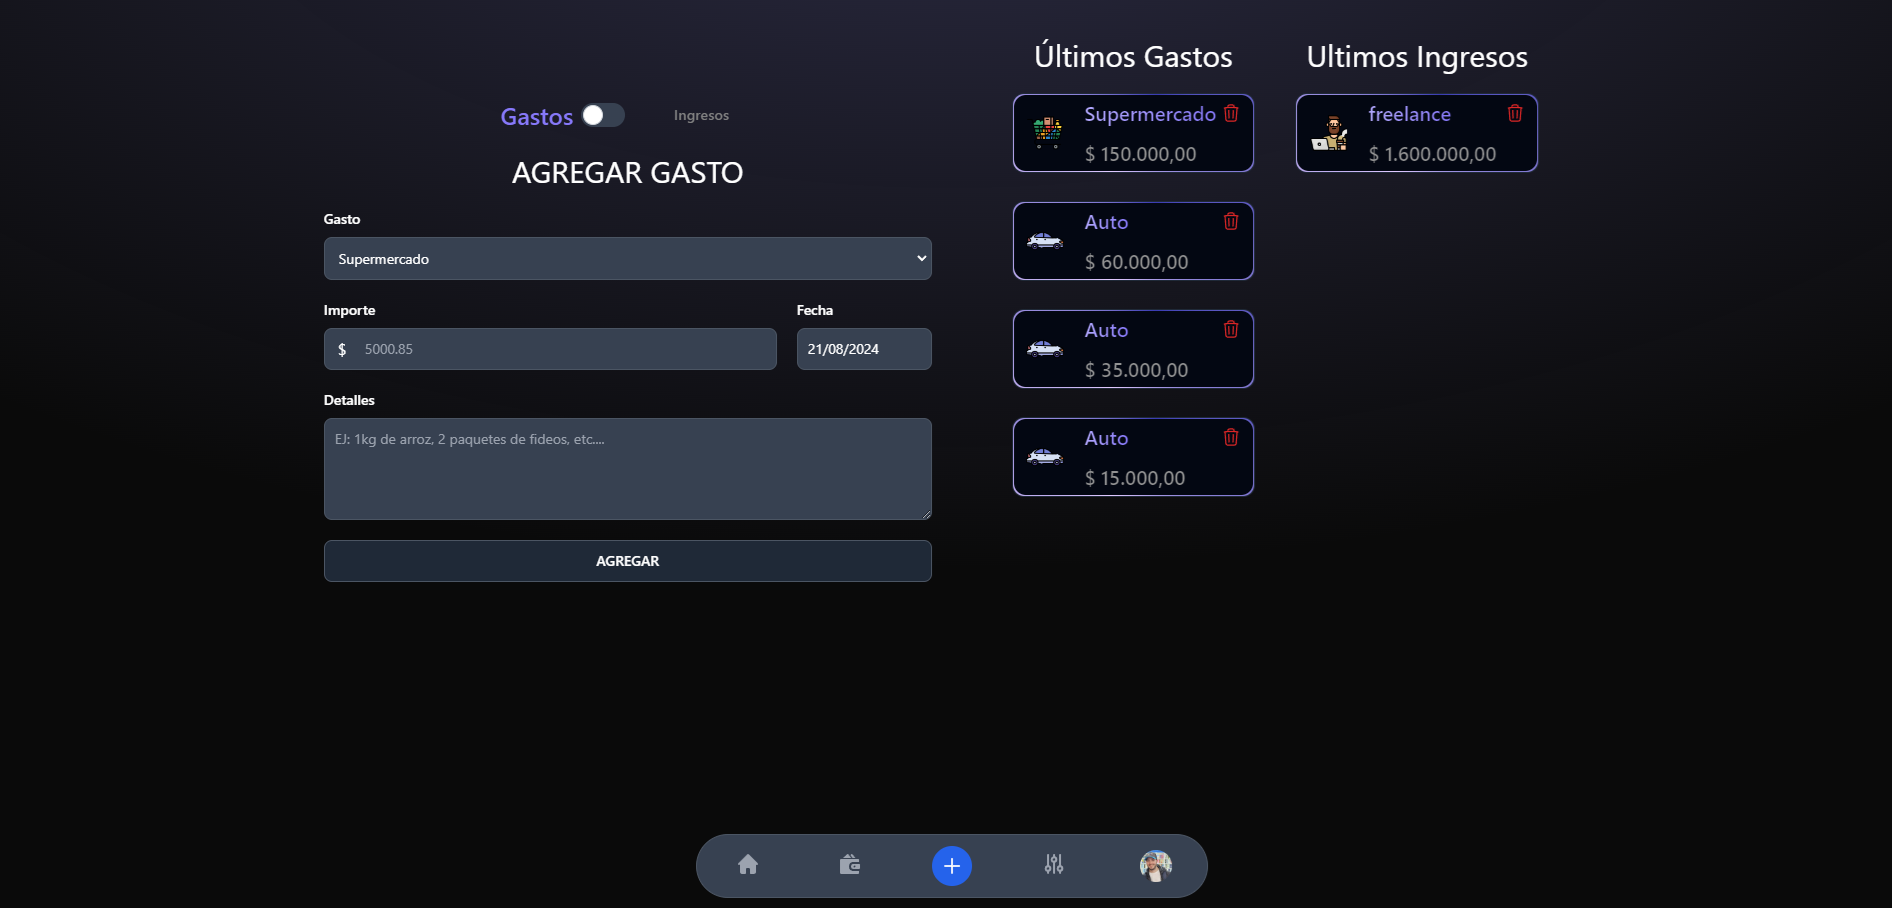 Gastos
Ingresos
AGREGAR GASTO
Gasto
Supermercado
Importe
Fecha
$ 5000.85
21/08/2024
Detalles
EJ: 1kg de arroz, 2 paquetes de fideos, etc....
AGREGAR
Últimos Gastos
Supermercado
$ 150.000,00
Auto
$ 60.000,00
Auto
$ 35.000,00
Auto
$ 15.000,00
Ultimos Ingresos
freelance
$ 1.600.000,00